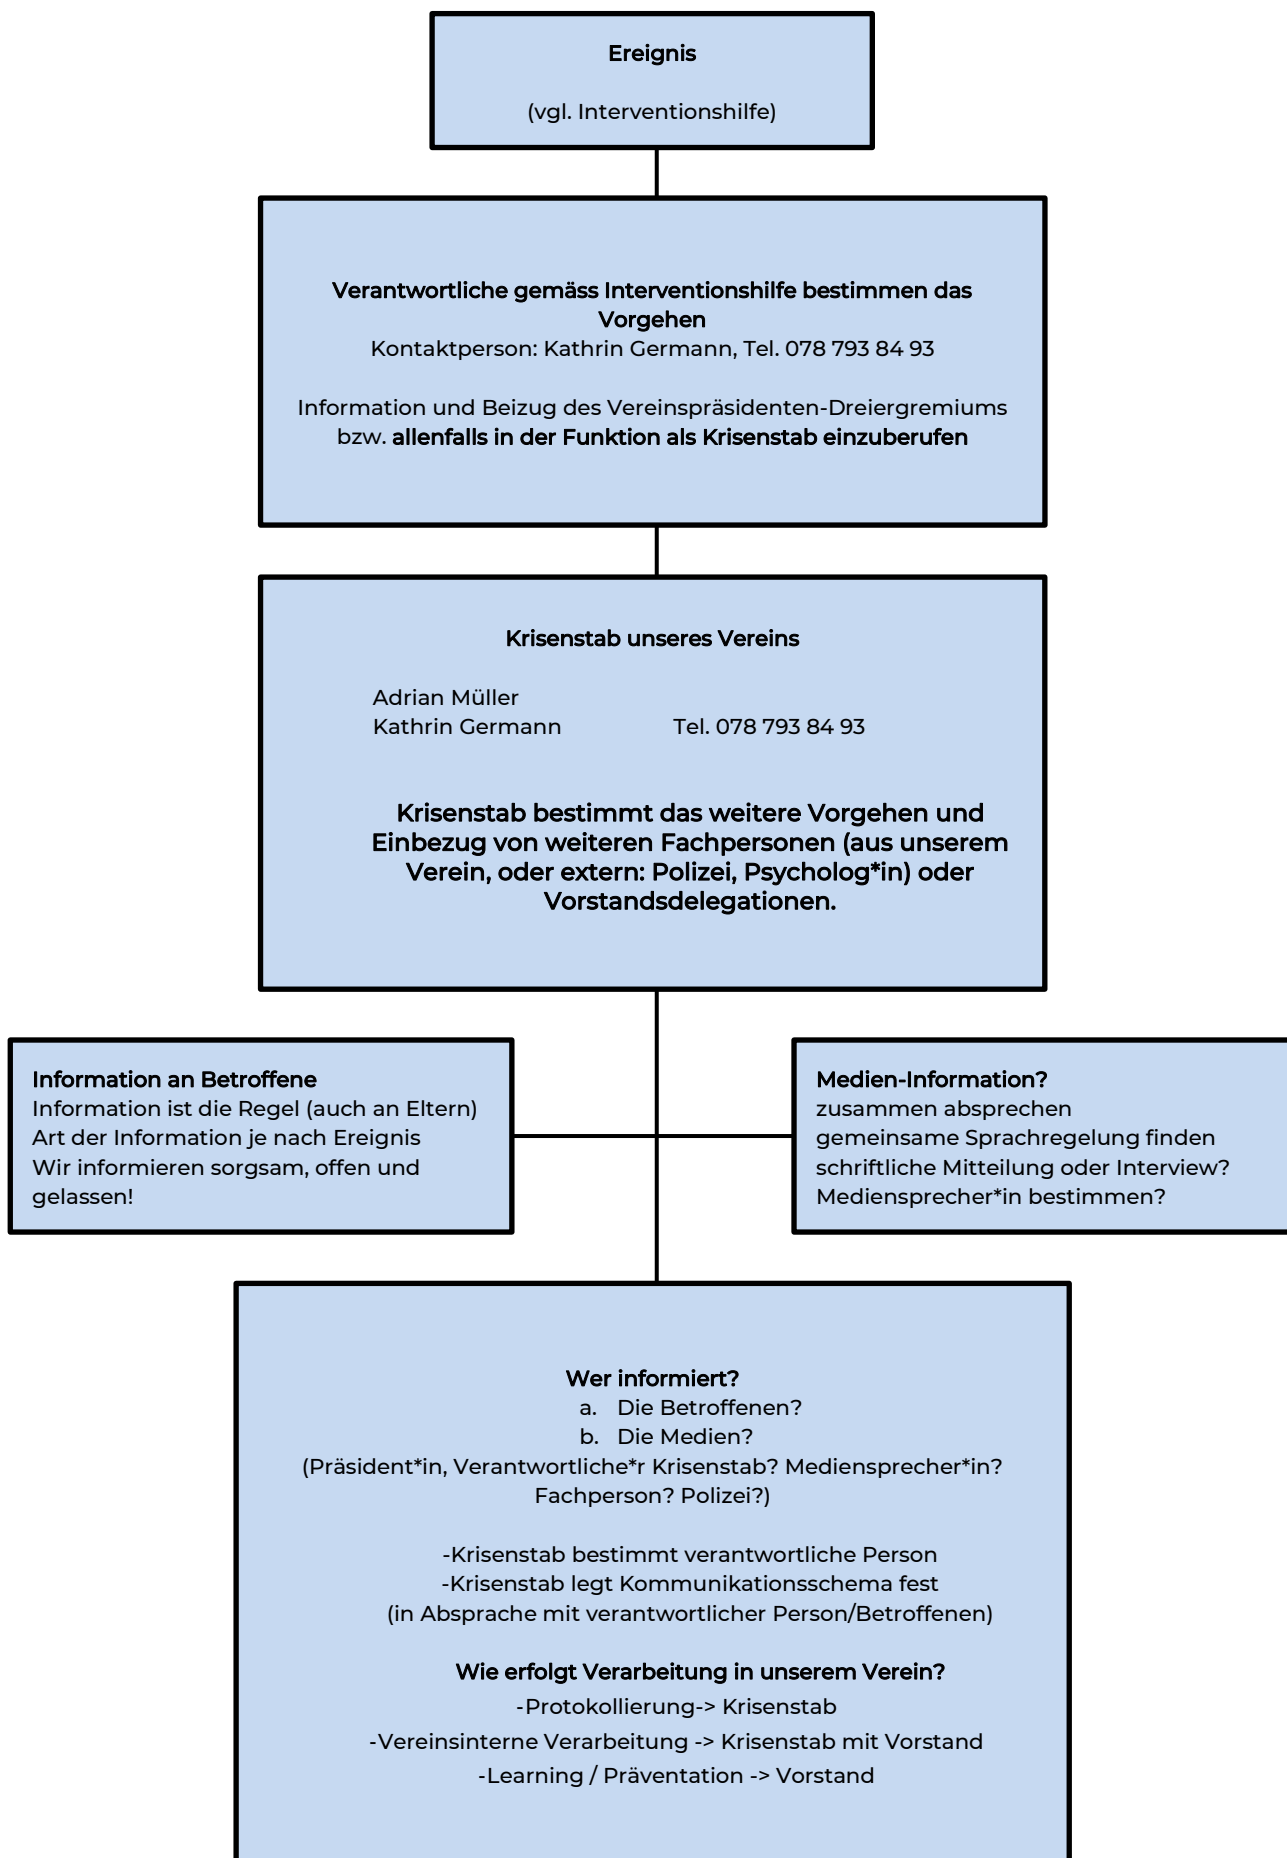 Ereignis
(vgl. Interventionshilfe)
Verantwortliche gemäss Interventionshilfe bestimmen das
Vorgehen
Kontaktperson: Kathrin Germann, Tel. 078 793 84 93
Information und Beizug des Vereinspräsidenten-Dreiergremiums
bzw. allenfalls in der Funktion als Krisenstab einzuberufen
Krisenstab unseres Vereins
Adrian Müller
Kathrin Germann Tel. 078 793 84 93
Krisenstab bestimmt das weitere Vorgehen und
Einbezug von weiteren Fachpersonen (aus unserem
Verein, oder extern: Polizei, Psycholog*in) oder
Vorstandsdelegationen.
Information an Betroffene
Information ist die Regel (auch an Eltern)
Art der Information je nach Ereignis
Wir informieren sorgsam, offen und
gelassen!
Medien-Information?
zusammen absprechen
gemeinsame Sprachregelung finden
schriftliche Mitteilung oder Interview?
Mediensprecher*in bestimmen?
Wer informiert?
a. Die Betroffenen?
b. Die Medien?
(Präsident*in, Verantwortliche*r Krisenstab? Mediensprecher*in?
Fachperson? Polizei?)
-Krisenstab bestimmt verantwortliche Person
-Krisenstab legt Kommunikationsschema fest
(in Absprache mit verantwortlicher Person/Betroffenen)
Wie erfolgt Verarbeitung in unserem Verein?
-Protokollierung-> Krisenstab
-Vereinsinterne Verarbeitung -> Krisenstab mit Vorstand
-Learning / Präventation -> Vorstand